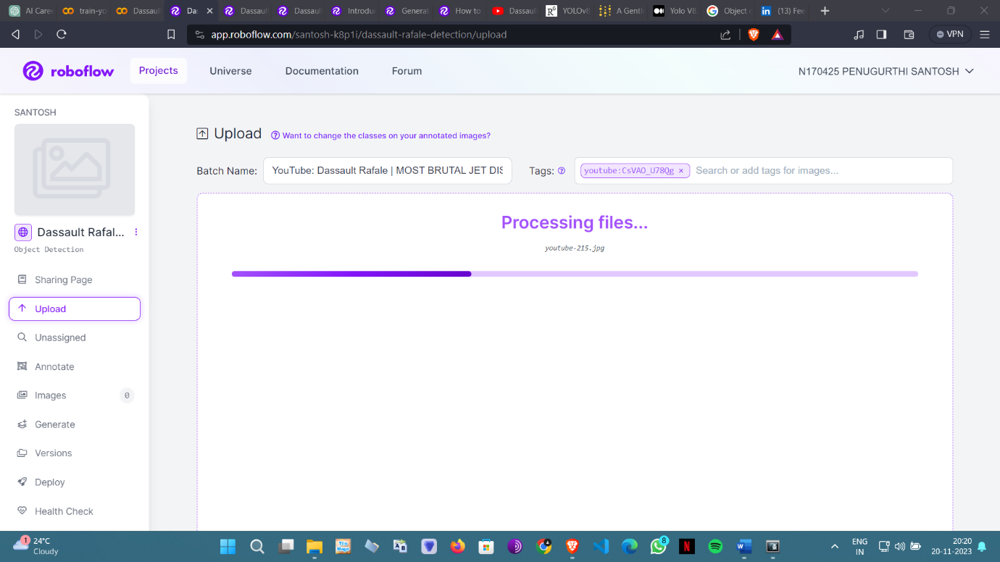 AI Caree
train-yo
Dassaul
Das
Dassault
Dassault
Introduc
Generat
How to
Dassaul
YOLOv8
A Gentle
Yolo V8
Object d
(13) Fee
app.roboflow.com/santosh-k8p1i/dassault-rafale-detection/upload
VPN
roboflow
Projects
Universe
Documentation
Forum
N170425 PENUGURTHI SANTOSH
SANTOSH
Dassault Rafal...
Object Detection
Sharing Page
Upload
Unassigned
Annotate
Images 0
Generate
Versions
Deploy
Health Check
Upload
Want to change the classes on your annotated images?
Batch Name: YouTube: Dassault Rafale | MOST BRUTAL JET DIS
Tags: youtube:CsVAO_U78Qg × Search or add tags for images...
Processing files...
youtube-215.jpg
1
24°C
Cloudy
8
ENG
IN
20:20
20-11-2023